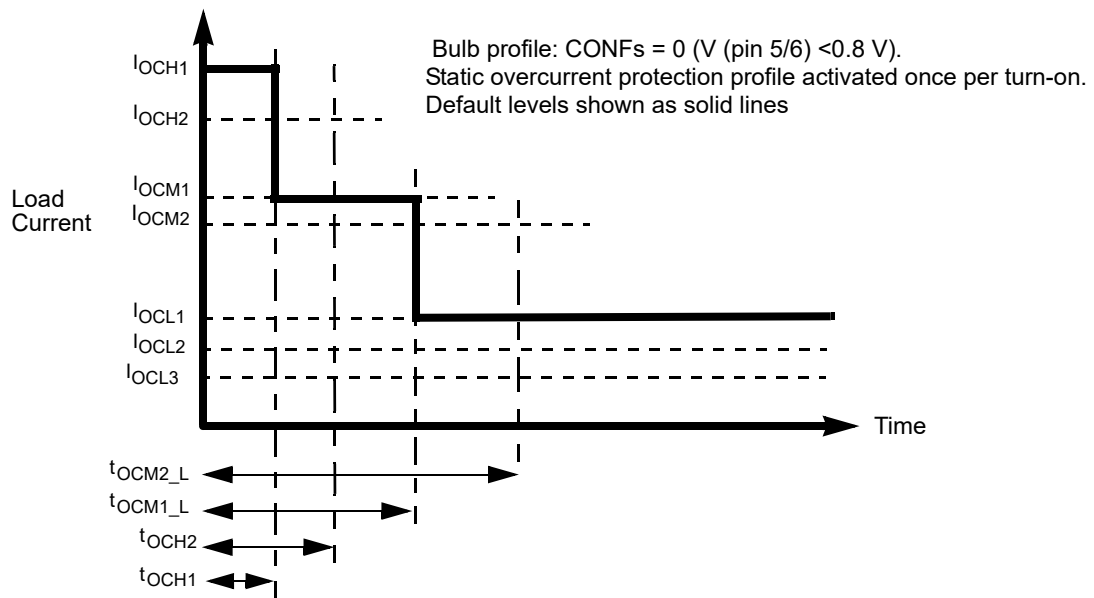 Bulb profile: CONFs = 0 (V (pin 5/6) <0.8 V).
Static overcurrent protection profile activated once per turn-on.
Default levels shown as solid lines
IOCH1
IOCH2
IOCM1
Load
Current
IOCM2
IOCL1
IOCL2
IOCL3
Time
tOCM2_L
tOCM1_L
tOCH2
tOCH1